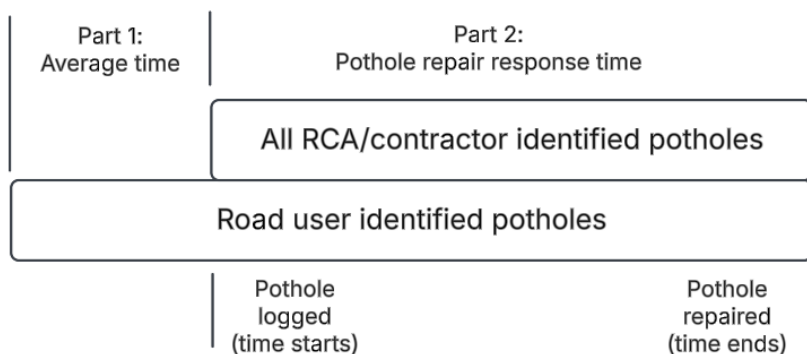 Part 1:
Average time
Part 2:
Pothole repair response time
All RCA/contractor identified potholes
Road user identified potholes
Pothole
logged
(time starts)
Pothole
repaired
(time ends)